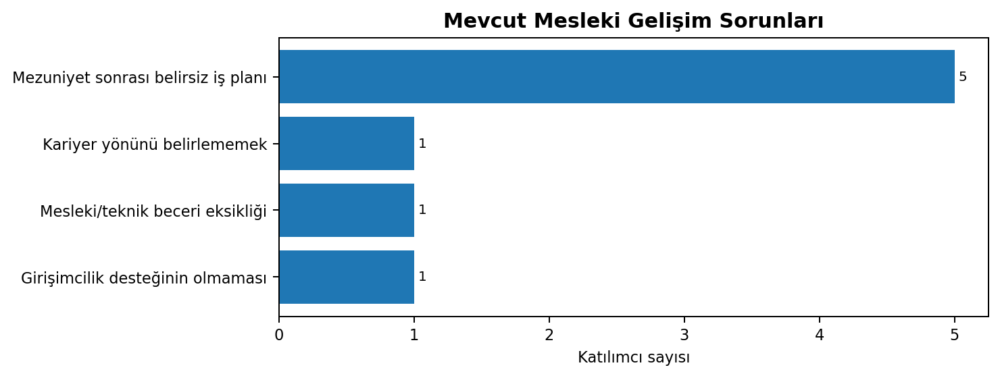 Mevcut Mesleki Gelişim Sorunları
Mezuniyet sonrası belirsiz iş planı
5
Kariyer yönünü belirlememek
1
Mesleki/teknik beceri eksikliği
1
Girişimcilik desteğinin olmaması
1
0 1 2 3 4 5
Katılımcı sayısı